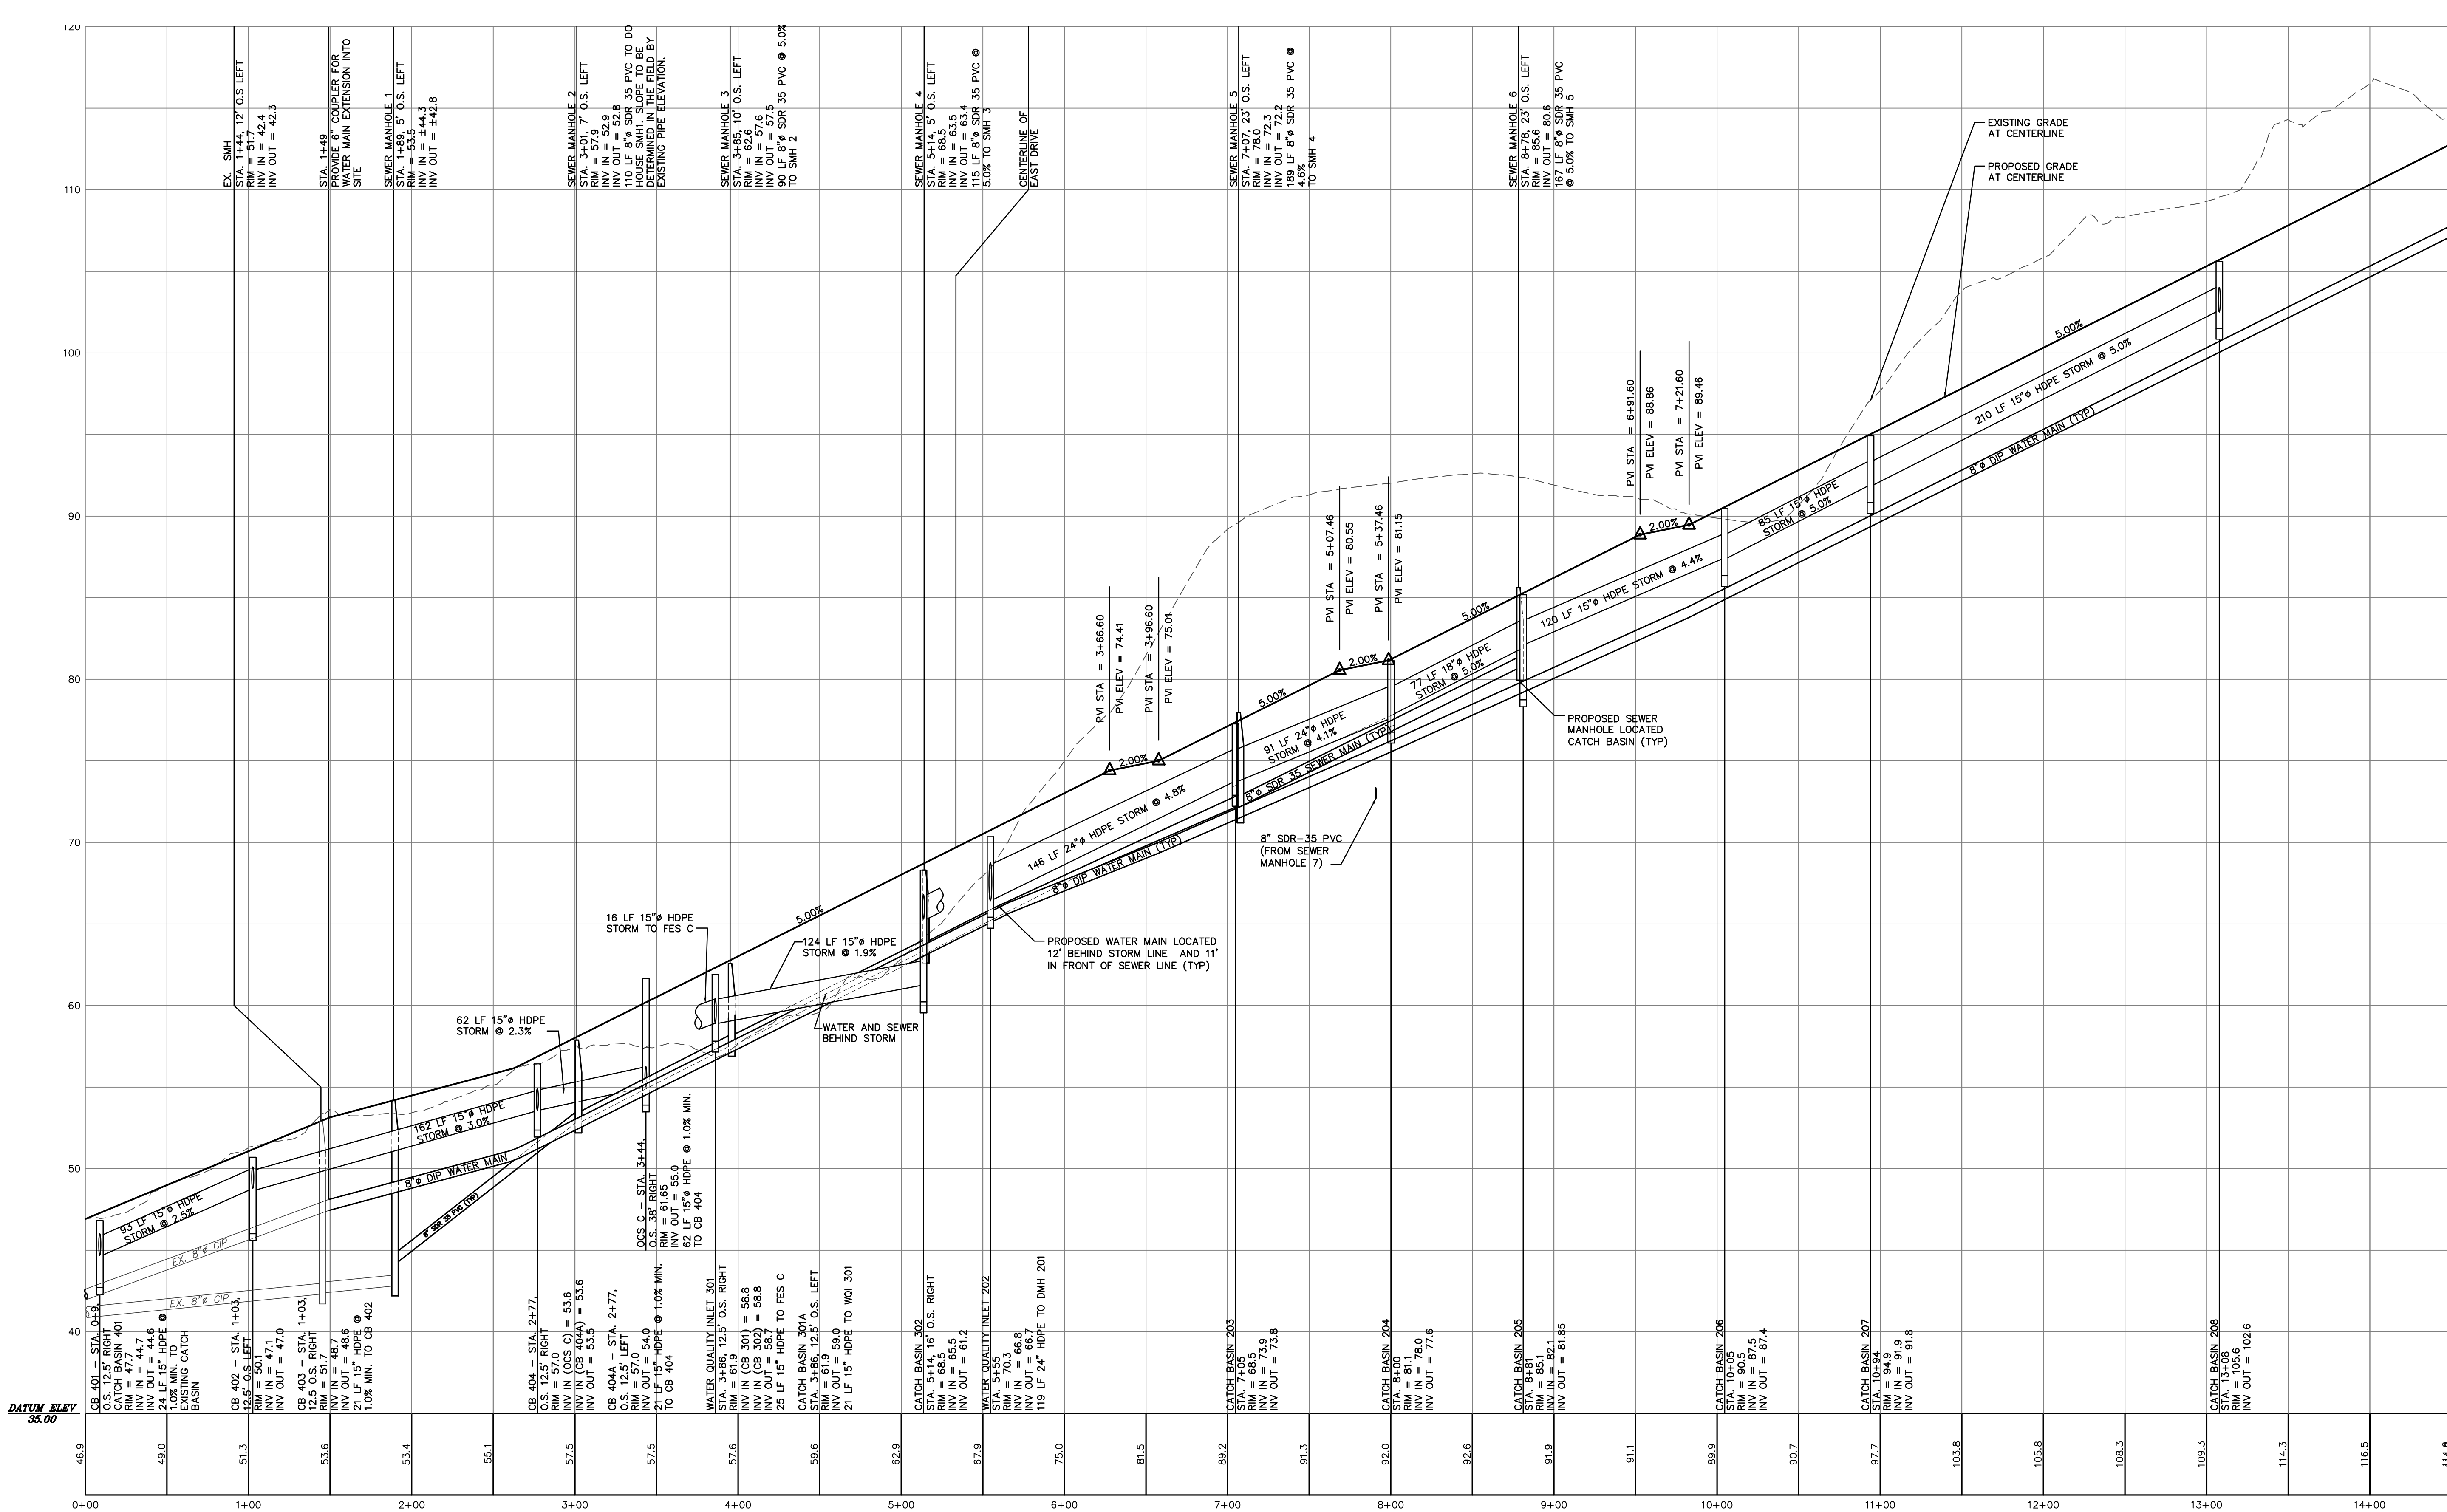 120
110
100
90
80
70
60
50
40
DATUM ELEV
35.00
EX. SMH
STA. 1+44, 12' O.S LEFT
RIM = 51.7
INV IN = 42.4
INV OUT = 42.3
STA. 1+49
PROVIDE 6" COUPLER FOR
WATER MAIN EXTENSION INTO
SITE
SEWER MANHOLE 1
STA. 1+89, 5' O.S. LEFT
RIM = 53.5
INV IN = ±44.3
INV OUT = ±42.8
SEWER MANHOLE 2
STA. 3+01, 7' O.S. LEFT
RIM = 57.9
INV IN = 52.9
INV OUT = 52.8
110 LF 8"ø SDR 35 PVC TO DO
HOUSE SMH1. SLOPE TO BE
DETERMINED IN THE FIELD BY
EXISTING PIPE ELEVATION.
SEWER MANHOLE 3
STA. 3+85, 10' O.S. LEFT
RIM = 62.6
INV IN = 57.6
INV OUT = 57.5
90 LF 8"ø SDR 35 PVC @ 5.0%
TO SMH 2
SEWER MANHOLE 4
STA. 5+14, 5' O.S. LEFT
RIM = 68.5
INV IN = 63.5
INV OUT = 63.4
115 LF 8"ø SDR 35 PVC @
5.0% TO SMH 3
CENTERLINE OF
EAST DRIVE
SEWER MANHOLE 5
STA. 7+07, 23' O.S. LEFT
RIM = 78.0
INV IN = 72.3
INV OUT = 72.2
189 LF 8"ø SDR 35 PVC @
4.6%
TO SMH 4
SEWER MANHOLE 6
STA. 8+78, 23' O.S. LEFT
RIM = 85.6
INV OUT = 80.6
167 LF 8"ø SDR 35 PVC
@ 5.0% TO SMH 5
EXISTING GRADE
AT CENTERLINE
PROPOSED GRADE
AT CENTERLINE
PVI STA = 3+66.60
PVI ELEV = 74.41
PVI STA = 3+96.60
PVI ELEV = 75.01
PVI STA = 5+07.46
PVI ELEV = 80.55
PVI STA = 5+37.46
PVI ELEV = 81.15
PVI STA = 6+91.60
PVI ELEV = 88.86
PVI STA = 7+21.60
PVI ELEV = 89.46
5.00%
2.00%
5.00%
2.00%
5.00%
2.00%
5.00%
210 LF 15"ø HDPE STORM @ 5.0%
8"ø DIP WATER MAIN (TYP)
85 LF 15"ø HDPE
STORM @ 5.0%
120 LF 15"ø HDPE STORM @ 4.4%
77 LF 18"ø HDPE
STORM @ 5.0%
91 LF 24"ø HDPE
STORM @ 4.1%
8"ø SDR 35 SEWER MAIN (TYP)
146 LF 24"ø HDPE STORM @ 4.8%
8"ø DIP WATER MAIN (TYP)
PROPOSED SEWER
MANHOLE LOCATED
CATCH BASIN (TYP)
8" SDR-35 PVC
(FROM SEWER
MANHOLE 7)
PROPOSED WATER MAIN LOCATED
12' BEHIND STORM LINE AND 11'
IN FRONT OF SEWER LINE (TYP)
16 LF 15"ø HDPE
STORM TO FES C
124 LF 15"ø HDPE
STORM @ 1.9%
WATER AND SEWER
BEHIND STORM
62 LF 15"ø HDPE
STORM @ 2.3%
162 LF 15"ø HDPE
STORM @ 3.0%
8"ø DIP WATER MAIN
8" SDR 35 PVC (TYP)
93 LF 15"ø HDPE
STORM @ 2.5%
EX. 8"ø CIP
EX. 8"ø CIP
CB 401 - STA. 0+9,
O.S. 12.5' RIGHT
CATCH BASIN 401
RIM = 47.7
INV IN = 44.7
INV OUT = 44.6
24 LF 15" HDPE @
1.0% MIN. TO
EXISTING CATCH
BASIN
CB 402 - STA. 1+03,
12.5' O.S LEFT
RIM = 50.1
INV IN = 47.1
INV OUT = 47.0
CB 403 - STA. 1+03,
12.5 O.S. RIGHT
RIM = 51.7
INV IN = 48.7
INV OUT = 48.6
21 LF 15"ø HDPE @
1.0% MIN. TO CB 402
CB 404 - STA. 2+77,
O.S. 12.5' RIGHT
RIM = 57.0
INV IN (OCS C) = 53.6
INV IN (CB 404A) = 53.6
INV OUT = 53.5
CB 404A - STA. 2+77,
O.S. 12.5' LEFT
RIM = 57.0
INV OUT = 54.0
21 LF 15" HDPE @ 1.0% MIN.
TO CB 404
OCS C - STA. 3+44,
O.S. 38' RIGHT
RIM = 61.65
INV OUT = 55.0
62 LF 15"ø HDPE @ 1.0% MIN.
TO CB 404
WATER QUALITY INLET 301
STA. 3+86, 12.5' O.S. RIGHT
RIM = 61.9
INV IN (CB 301) = 58.8
INV IN (CB 302) = 58.8
INV OUT = 58.7
25 LF 15" HDPE TO FES C
CATCH BASIN 301A
STA. 3+86, 12.5' O.S. LEFT
RIM = 61.9
INV OUT = 59.0
21 LF 15" HDPE TO WQI 301
CATCH BASIN 302
STA. 5+14, 16' O.S. RIGHT
RIM = 68.5
INV IN = 65.5
INV OUT = 61.2
WATER QUALITY INLET 202
STA. 5+55
RIM = 70.3
INV IN = 66.8
INV OUT = 66.7
119 LF 24" HDPE TO DMH 201
CATCH BASIN 203
STA. 7+05
RIM = 68.5
INV IN = 73.9
INV OUT = 73.8
CATCH BASIN 204
STA. 8+00
RIM = 81.1
INV IN = 78.0
INV OUT = 77.6
CATCH BASIN 205
STA. 8+81
RIM = 85.1
INV IN = 82.1
INV OUT = 81.85
CATCH BASIN 206
STA. 10+05
RIM = 90.5
INV IN = 87.5
INV OUT = 87.4
CATCH BASIN 207
STA. 10+94
RIM = 94.9
INV IN = 91.9
INV OUT = 91.8
CATCH BASIN 208
STA. 13+08
RIM = 105.6
INV OUT = 102.6
46.9
49.0
51.3
53.6
53.4
55.1
57.5
57.5
57.6
59.6
62.9
67.9
75.0
81.5
89.2
91.3
92.0
92.6
91.9
91.1
89.9
90.7
97.7
103.8
105.8
108.3
109.3
114.3
116.5
0+00
1+00
2+00
3+00
4+00
5+00
6+00
7+00
8+00
9+00
10+00
11+00
12+00
13+00
14+00